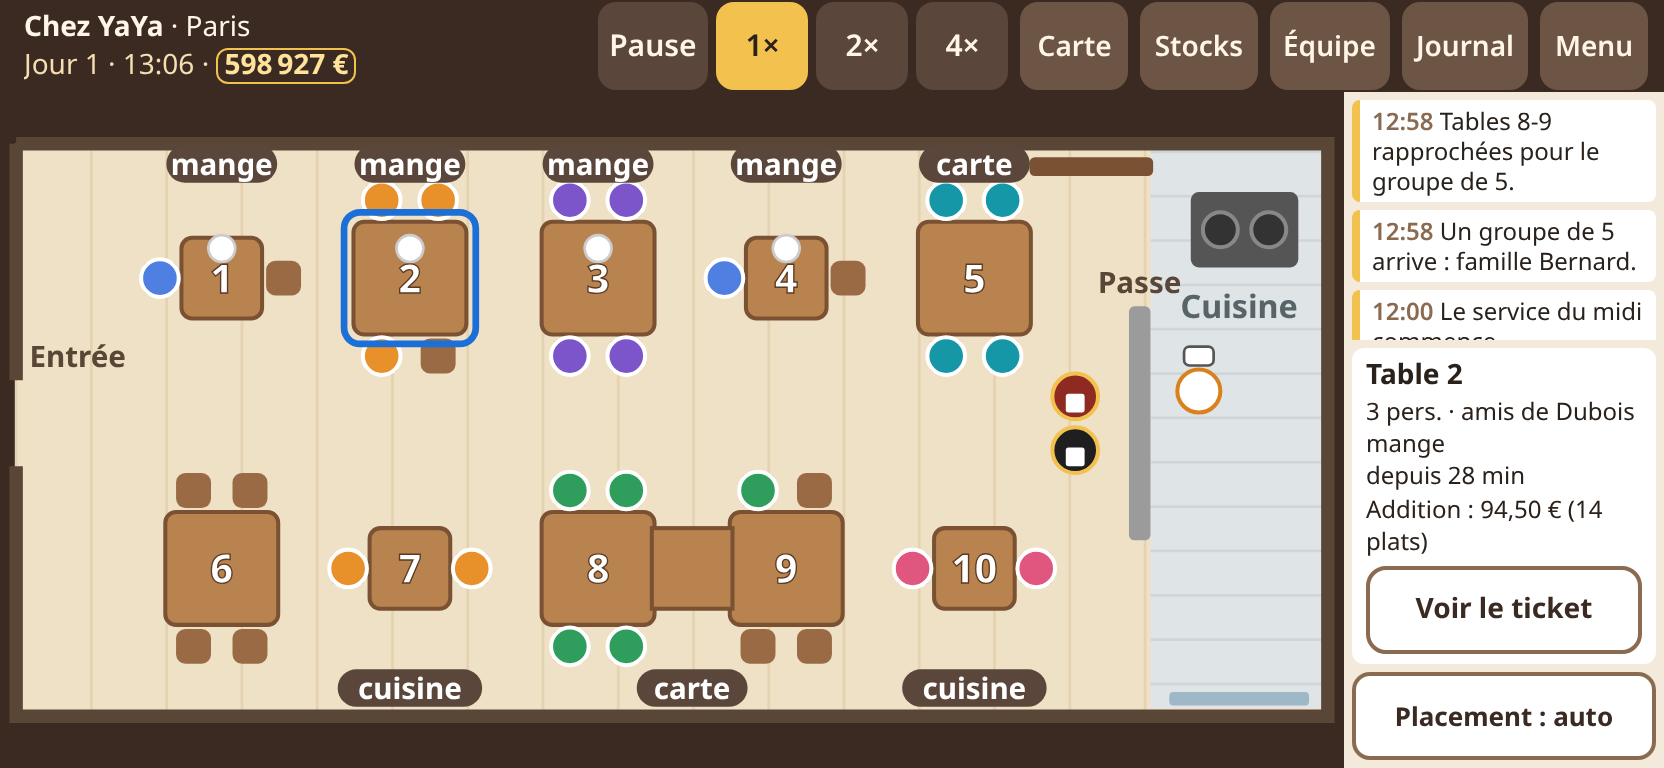 Chez YaYa · Paris
Jour 1 · 13:06 · 598 927 €
Pause
1×
2×
4×
Carte
Stocks
Équipe
Journal
Menu
mange
mange
mange
mange
carte
1
2
3
4
5
Passe
Cuisine
Entrée
6
7
8
9
10
cuisine
carte
cuisine
12:58 Tables 8-9
rapprochées pour le
groupe de 5.
12:58 Un groupe de 5
arrive : famille Bernard.
12:00 Le service du midi
commence
Table 2
3 pers. · amis de Dubois
mange
depuis 28 min
Addition : 94,50 € (14
plats)
Voir le ticket
Placement : auto